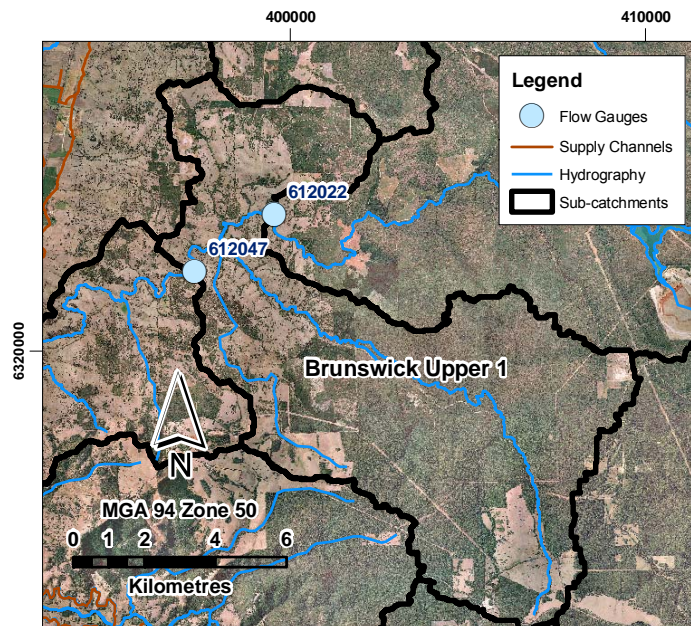 400000 410000
Legend
Flow Gauges
Supply Channels
Hydrography
Sub-catchments
612022
612047
6320000
Brunswick Upper 1
N
MGA 94 Zone 50
0 1 2 4 6
Kilometres